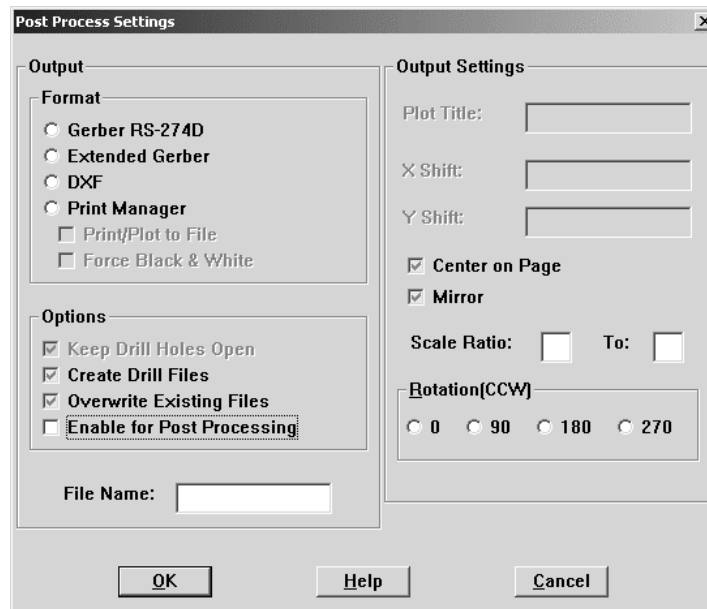 Post Process Settings
Output
Format
Gerber RS-274D
Extended Gerber
DXF
Print Manager
Print/Plot to File
Force Black & White
Options
Keep Drill Holes Open
Create Drill Files
Overwrite Existing Files
Enable for Post Processing
File Name:
Output Settings
Plot Title:
X Shift:
Y Shift:
Center on Page
Mirror
Scale Ratio: To:
Rotation(CCW)
0 90 180 270
OK Help Cancel